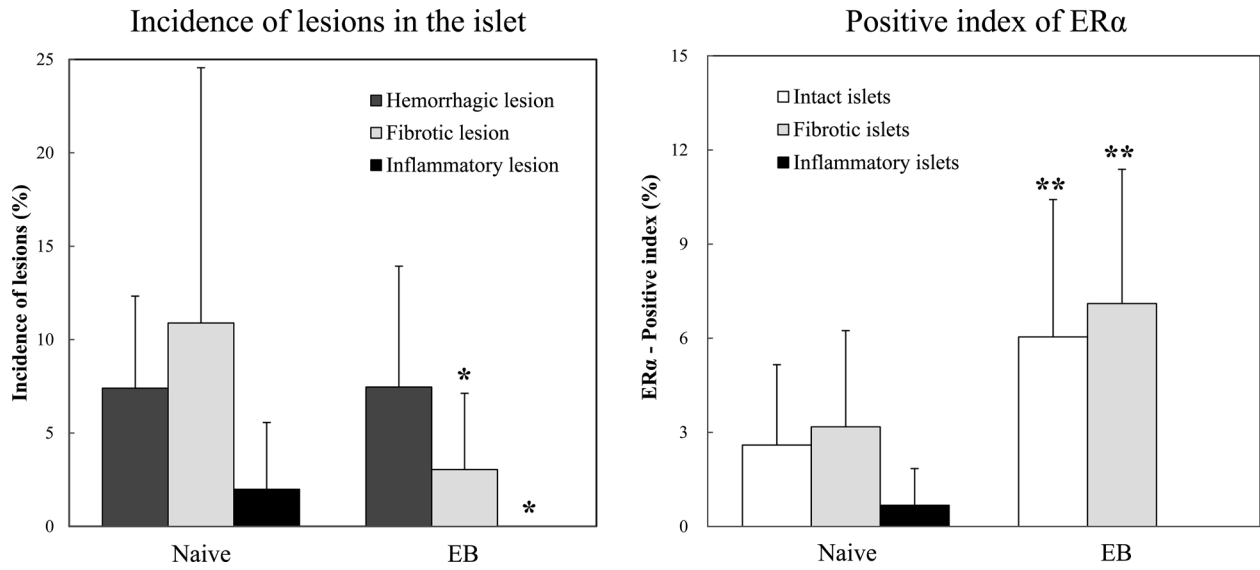 Incidence of lesions in the islet
Incidence of lesions (%)
25
20
15
10
5
0
Hemorrhagic lesion
Fibrotic lesion
Inflammatory lesion
*
*
Naive
EB
Positive index of ERα
ERα - Positive index (%)
15
12
9
6
3
0
Intact islets
Fibrotic islets
Inflammatory islets
**
**
Naive
EB